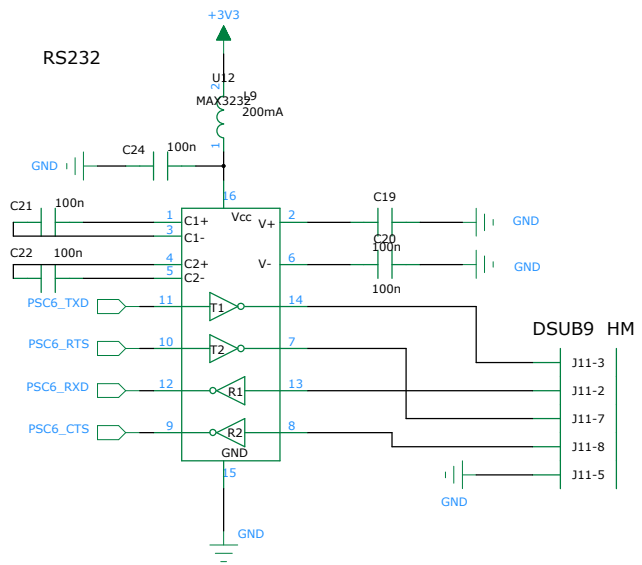 +3V3
RS232
U12
2
MAX3232
L9
200mA
1
C24
100n
GND
16
Vcc
C21
100n
1
C1+
3
C1-
V+
2
C19
100n
GND
C22
100n
4
C2+
5
C2-
V-
6
C20
100n
GND
PSC6_TXD
11
T1
14
PSC6_RTS
10
T2
7
DSUB9 HM
J11-3
PSC6_RXD
12
R1
13
J11-2
J11-7
PSC6_CTS
9
R2
8
J11-8
GND
15
J11-5
GND
GND